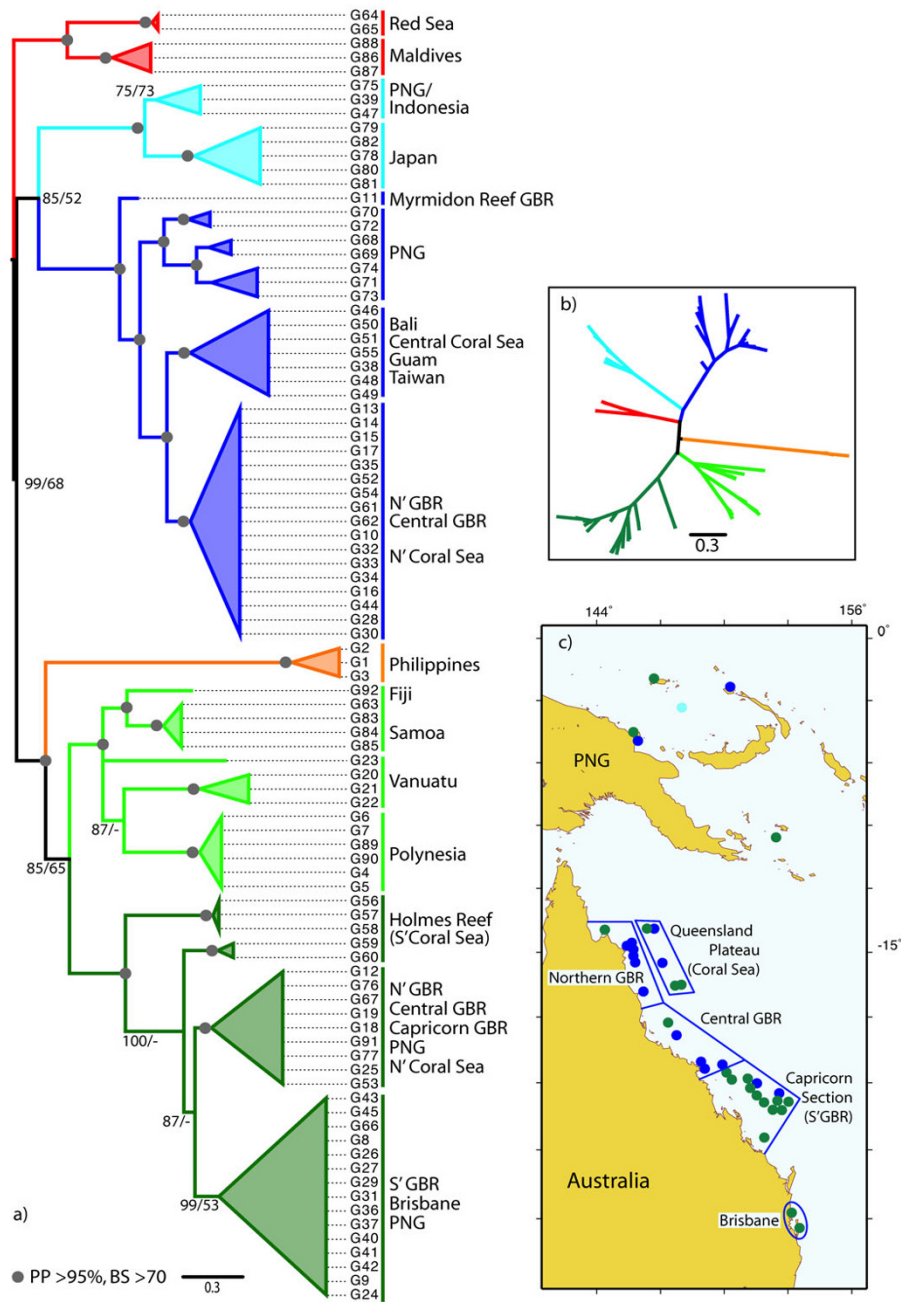 G64
G65
Red Sea
G88
G86
G87
Maldives
75/73
G75
G39
G47
PNG/
Indonesia
G79
G82
G78
G80
G81
Japan
85/52
G11
Myrmidon Reef GBR
G70
G72
G68
G69
G74
G71
G73
PNG
G46
G50
G51
G55
G38
G48
G49
Bali
Central Coral Sea
Guam
Taiwan
G13
G14
G15
G17
G35
G52
G54
G61
G62
G10
G32
G33
G34
G16
G44
G28
G30
N' GBR
Central GBR
N' Coral Sea
99/68
G2
G1
G3
Philippines
G92
Fiji
G63
G83
G84
G85
Samoa
G23
G20
G21
G22
Vanuatu
87/-
G6
G7
G89
G90
G4
G5
Polynesia
85/65
G56
G57
G58
G59
G60
Holmes Reef
(S'Coral Sea)
G12
G76
G67
G19
G18
G91
G77
G25
G53
N' GBR
Central GBR
Capricorn GBR
PNG
N' Coral Sea
100/-
87/-
G43
G45
G66
G8
G26
G27
G29
G31
G36
G37
G40
G41
G42
G9
G24
S' GBR
Brisbane
PNG
99/53
a)
PP >95%, BS >70
0.3
b)
0.3
144°
156°
0°
c)
PNG
-15°
Queensland
Plateau
(Coral Sea)
Northern GBR
Central GBR
Capricorn
Section
(S'GBR)
Australia
Brisbane